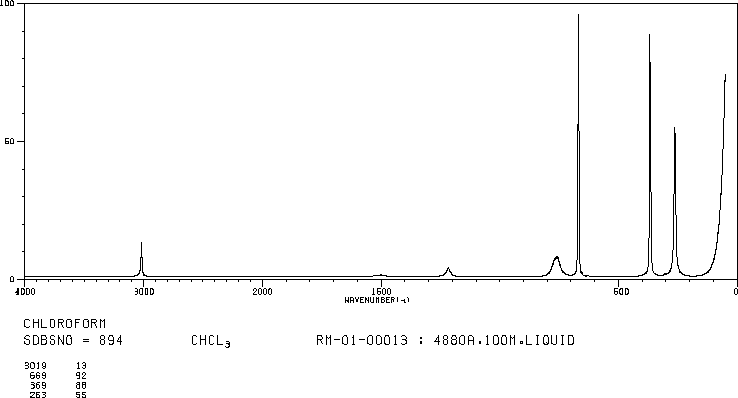 100
50
0
4000 3000 2000 1500 500 0
WAVENUMBER(-1)
CHLOROFORM
SDBSNO = 894 CHCL3 RM-01-00013 : 4880A,100M,LIQUID
3019 13
669 92
369 88
263 55